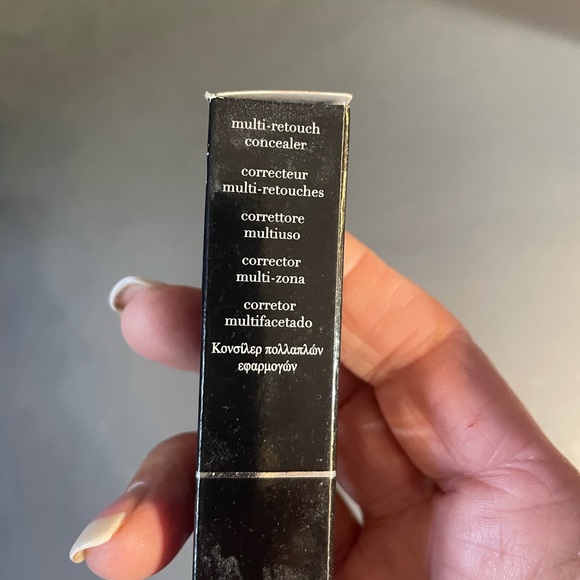 multi-retouch
concealer
correcteur
multi-retouches
correttore
multiuso
corrector
multi-zona
corretor
multifacetado
Κονσίλερ πολλαπλών
εφαρμογών